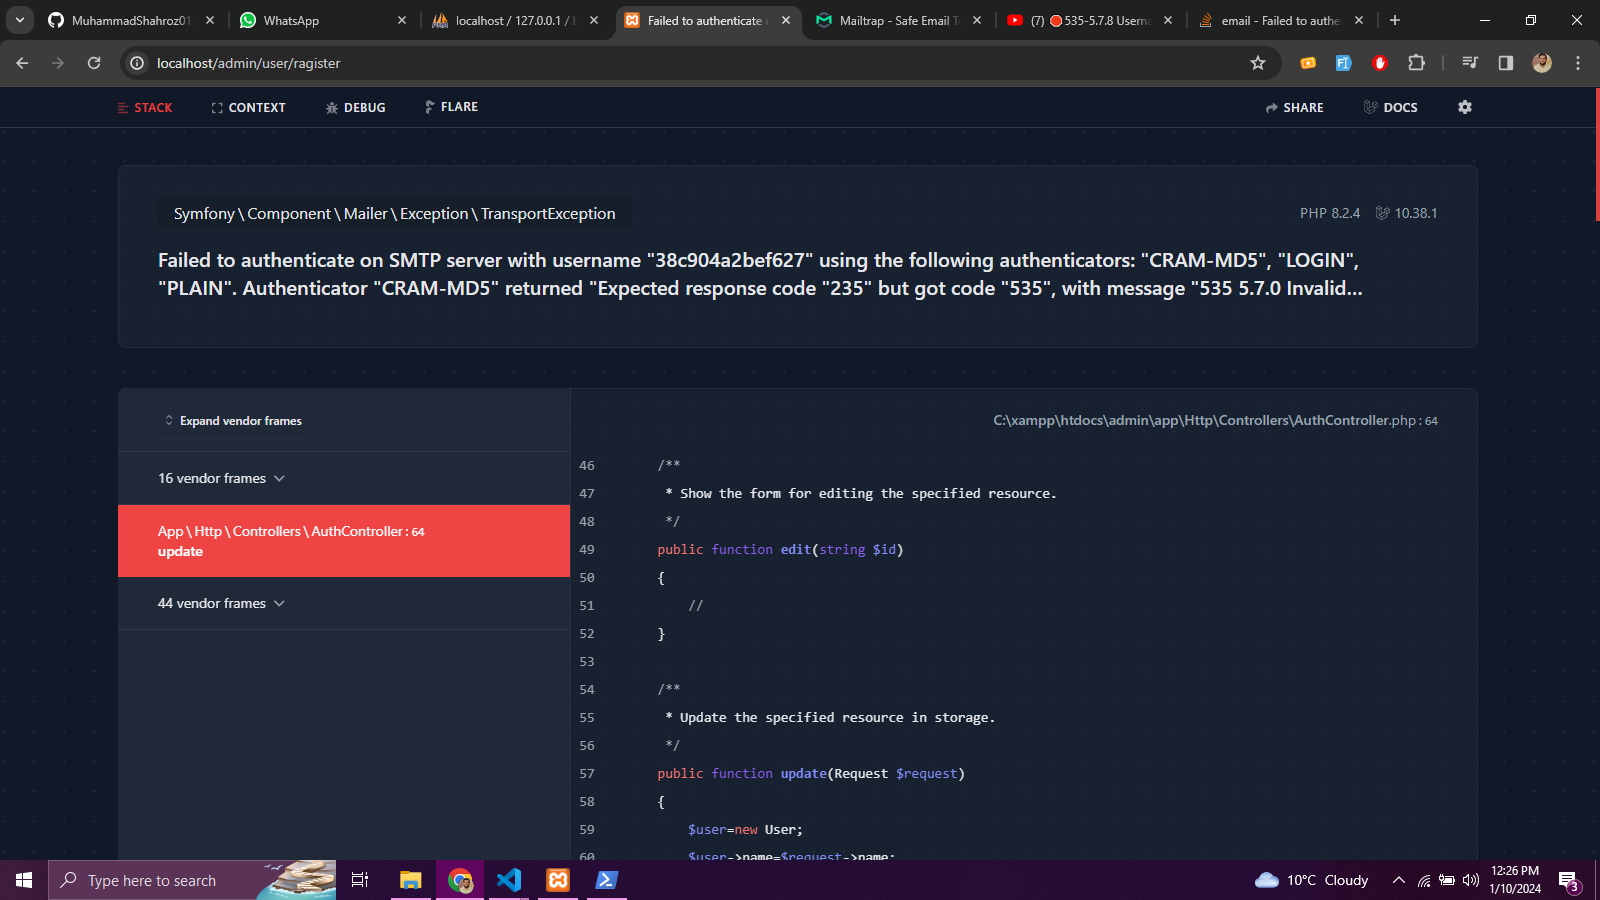 MuhammadShahroz01
WhatsApp
localhost / 127.0.0.1 /
Failed to authenticate
Mailtrap - Safe Email
(7) 🛑535-5.7.8 Userna
email - Failed to authe
localhost/admin/user/ragister
STACK
CONTEXT
DEBUG
FLARE
SHARE
DOCS
Symfony \ Component \ Mailer \ Exception \ TransportException
PHP 8.2.4
10.38.1
Failed to authenticate on SMTP server with username "38c904a2bef627" using the following authenticators: "CRAM-MD5", "LOGIN",
"PLAIN". Authenticator "CRAM-MD5" returned "Expected response code "235" but got code "535", with message "535 5.7.0 Invalid...
Expand vendor frames
16 vendor frames
App \ Http \ Controllers \ AuthController : 64
update
44 vendor frames
C:\xampp\htdocs\admin\app\Http\Controllers\AuthController.php : 64
46 /**
47 * Show the form for editing the specified resource.
48 */
49 public function edit(string $id)
50 {
51 //
52 }
53
54 /**
55 * Update the specified resource in storage.
56 */
57 public function update(Request $request)
58 {
59 $user=new User;
60 $user->name=$request->name;
Type here to search
10°C Cloudy
12:26 PM
1/10/2024
3